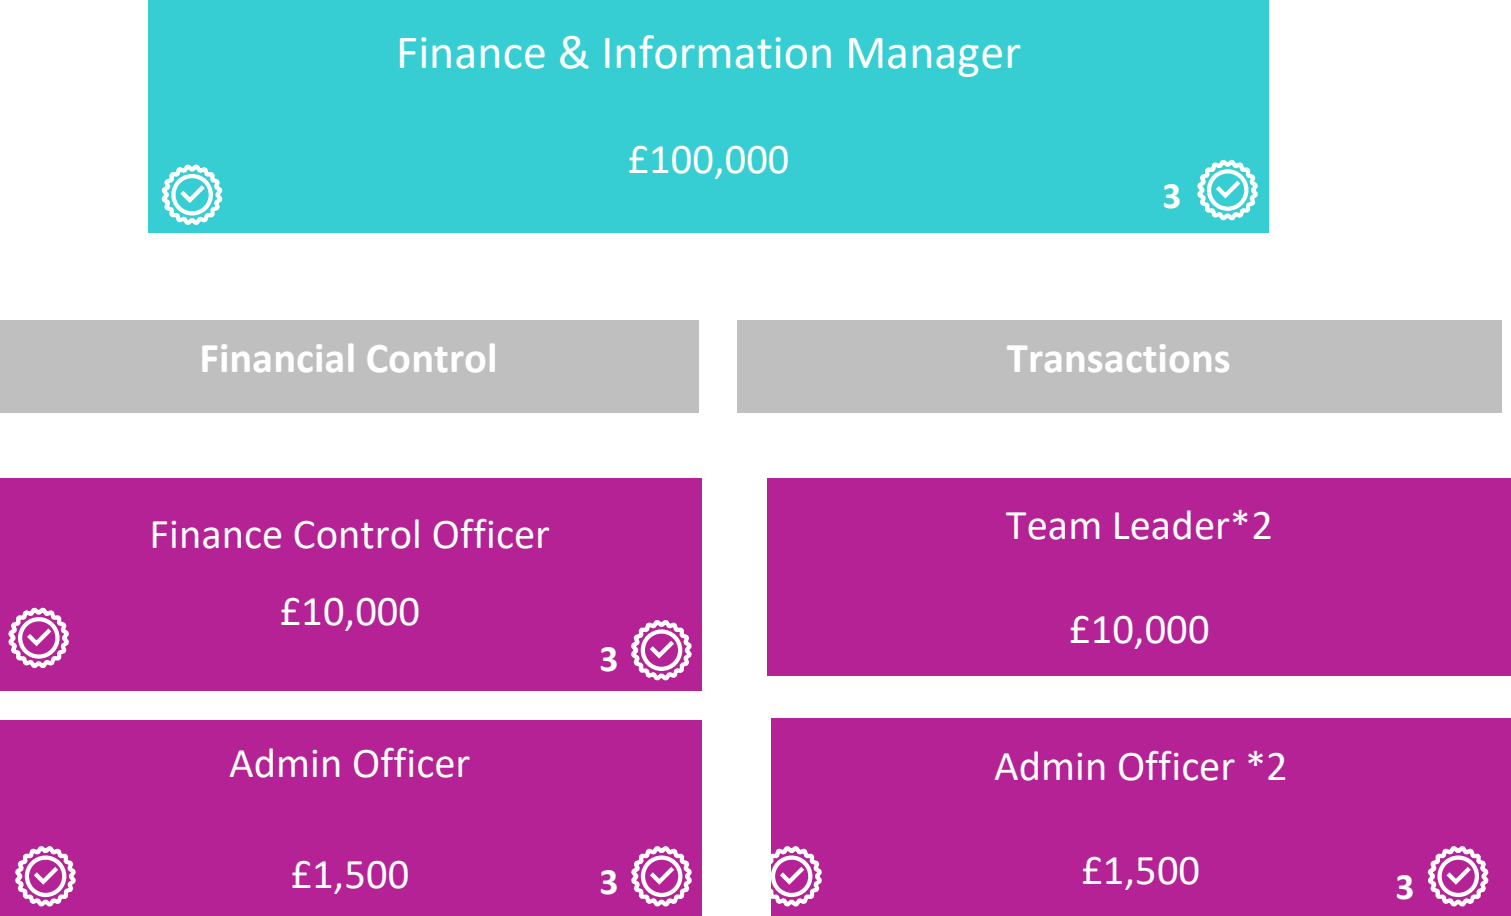 Finance & Information Manager
£100,000
3
Financial Control
Transactions
Finance Control Officer
£10,000
3
Team Leader*2
£10,000
Admin Officer
£1,500
3
Admin Officer *2
£1,500
3